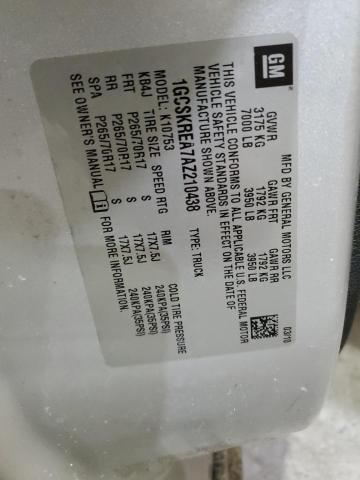 GM
MFD BY GENERAL MOTORS LLC
03/10
GVWR GAWR FRT GAWR RR
3175 KG 1792 KG 1792 KG
7000 LB 3950 LB 3950 LB
THIS VEHICLE CONFORMS TO ALL APPLICABLE U.S. FEDERAL MOTOR
VEHICLE SAFETY STANDARDS IN EFFECT ON THE DATE OF
MANUFACTURE SHOWN ABOVE.
1GCSKREA7AZ210438 TYPE: TRUCK
MODEL: K10753
KB4J TIRE SIZE SPEED RTG RIM COLD TIRE PRESSURE
FRT P265/70R17 S 17X7.5J 240KPA(35PSI)
RR P265/70R17 S 17X7.5J 240KPA(35PSI)
SPA P265/70R17 S 17X7.5J 240KPA(35PSI)
SEE OWNER'S MANUAL i FOR MORE INFORMATION.